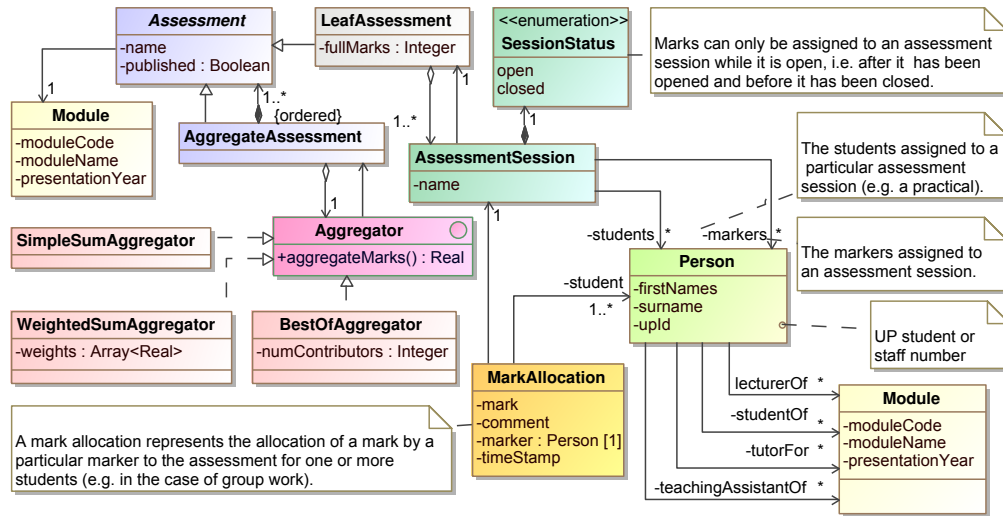 Assessment
-name
-published : Boolean
LeafAssessment
-fullMarks : Integer
<<enumeration>>
SessionStatus
open
closed
Marks can only be assigned to an assessment
session while it is open, i.e. after it has been
opened and before it has been closed.
1
1..*
{ordered}
1..*
1
1
Module
-moduleCode
-moduleName
-presentationYear
AggregateAssessment
AssessmentSession
-name
The students assigned to a
particular assessment
session (e.g. a practical).
1
1
SimpleSumAggregator
Aggregator
+aggregateMarks() : Real
-students *
-markers *
The markers assigned to
an assessment session.
Person
-firstNames
-surname
-upId
-student
1..*
WeightedSumAggregator
-weights : Array<Real>
BestOfAggregator
-numContributors : Integer
UP student or
staff number
MarkAllocation
-mark
-comment
-marker : Person [1]
-timeStamp
lecturerOf *
-studentOf *
-tutorFor *
-teachingAssistantOf *
Module
-moduleCode
-moduleName
-presentationYear
A mark allocation represents the allocation of a mark by a
particular marker to the assessment for one or more
students (e.g. in the case of group work).